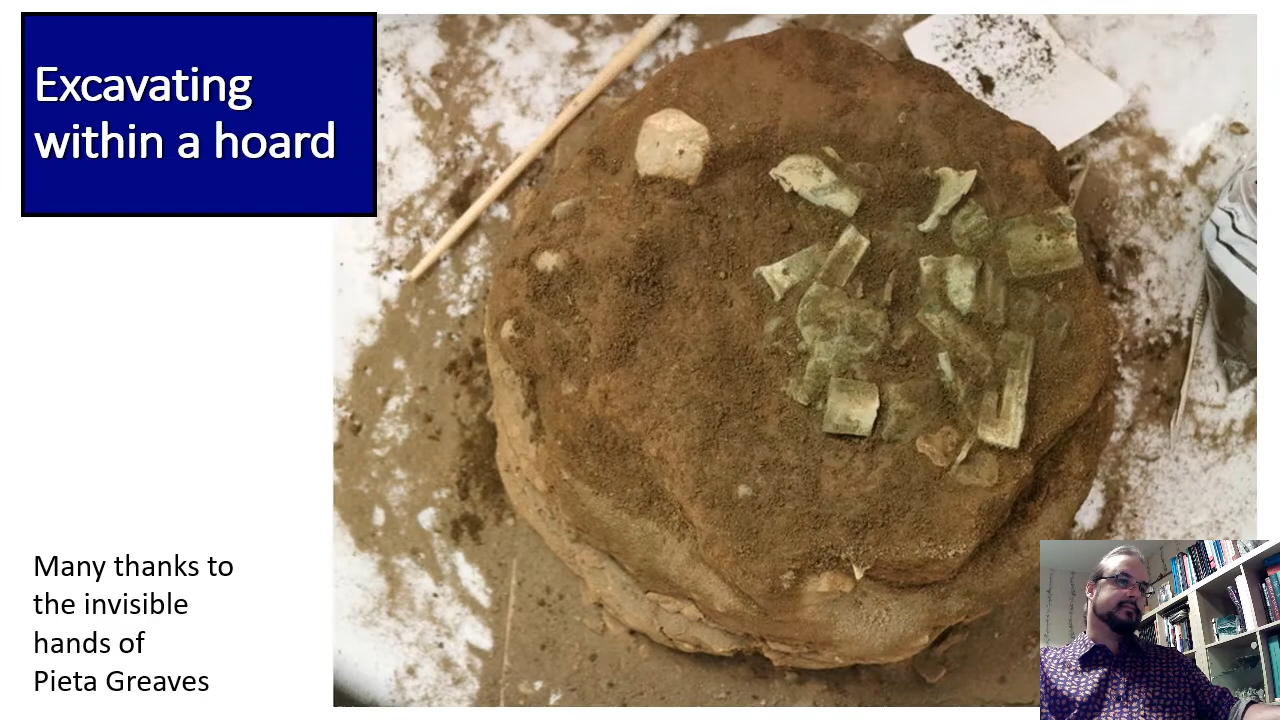 Excavating
within a hoard
Many thanks to
the invisible
hands of
Pieta Greaves